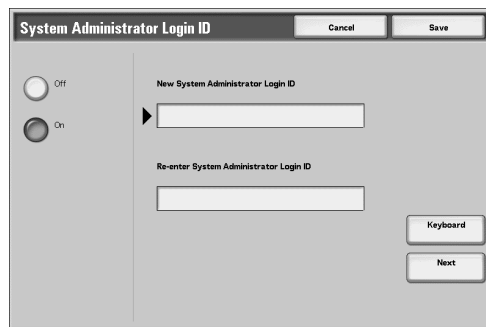 System Administrator Login ID
Cancel
Save
Off
On
New System Administrator Login ID
Re-enter System Administrator Login ID
Keyboard
Next